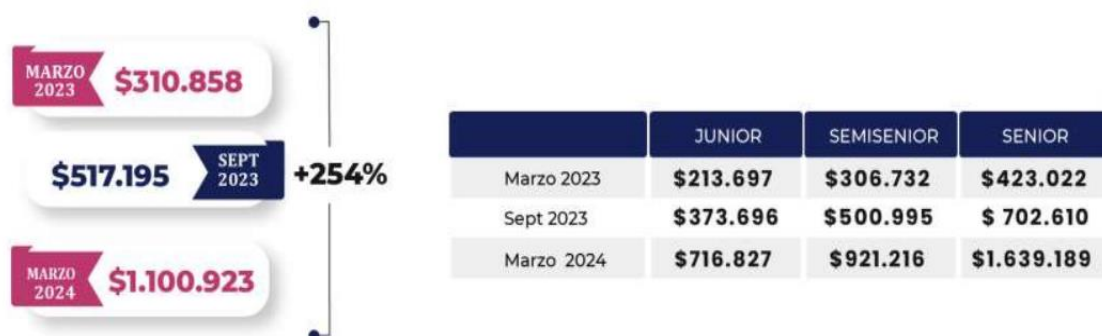 MARZO
2023
$310.858
$517.195
SEPT
2023
+254%
MARZO
2024
$1.100.923
JUNIOR SEMISENIOR SENIOR
Marzo 2023 $213.697 $306.732 $423.022
Sept 2023 $373.696 $500.995 $ 702.610
Marzo 2024 $716.827 $921.216 $1.639.189